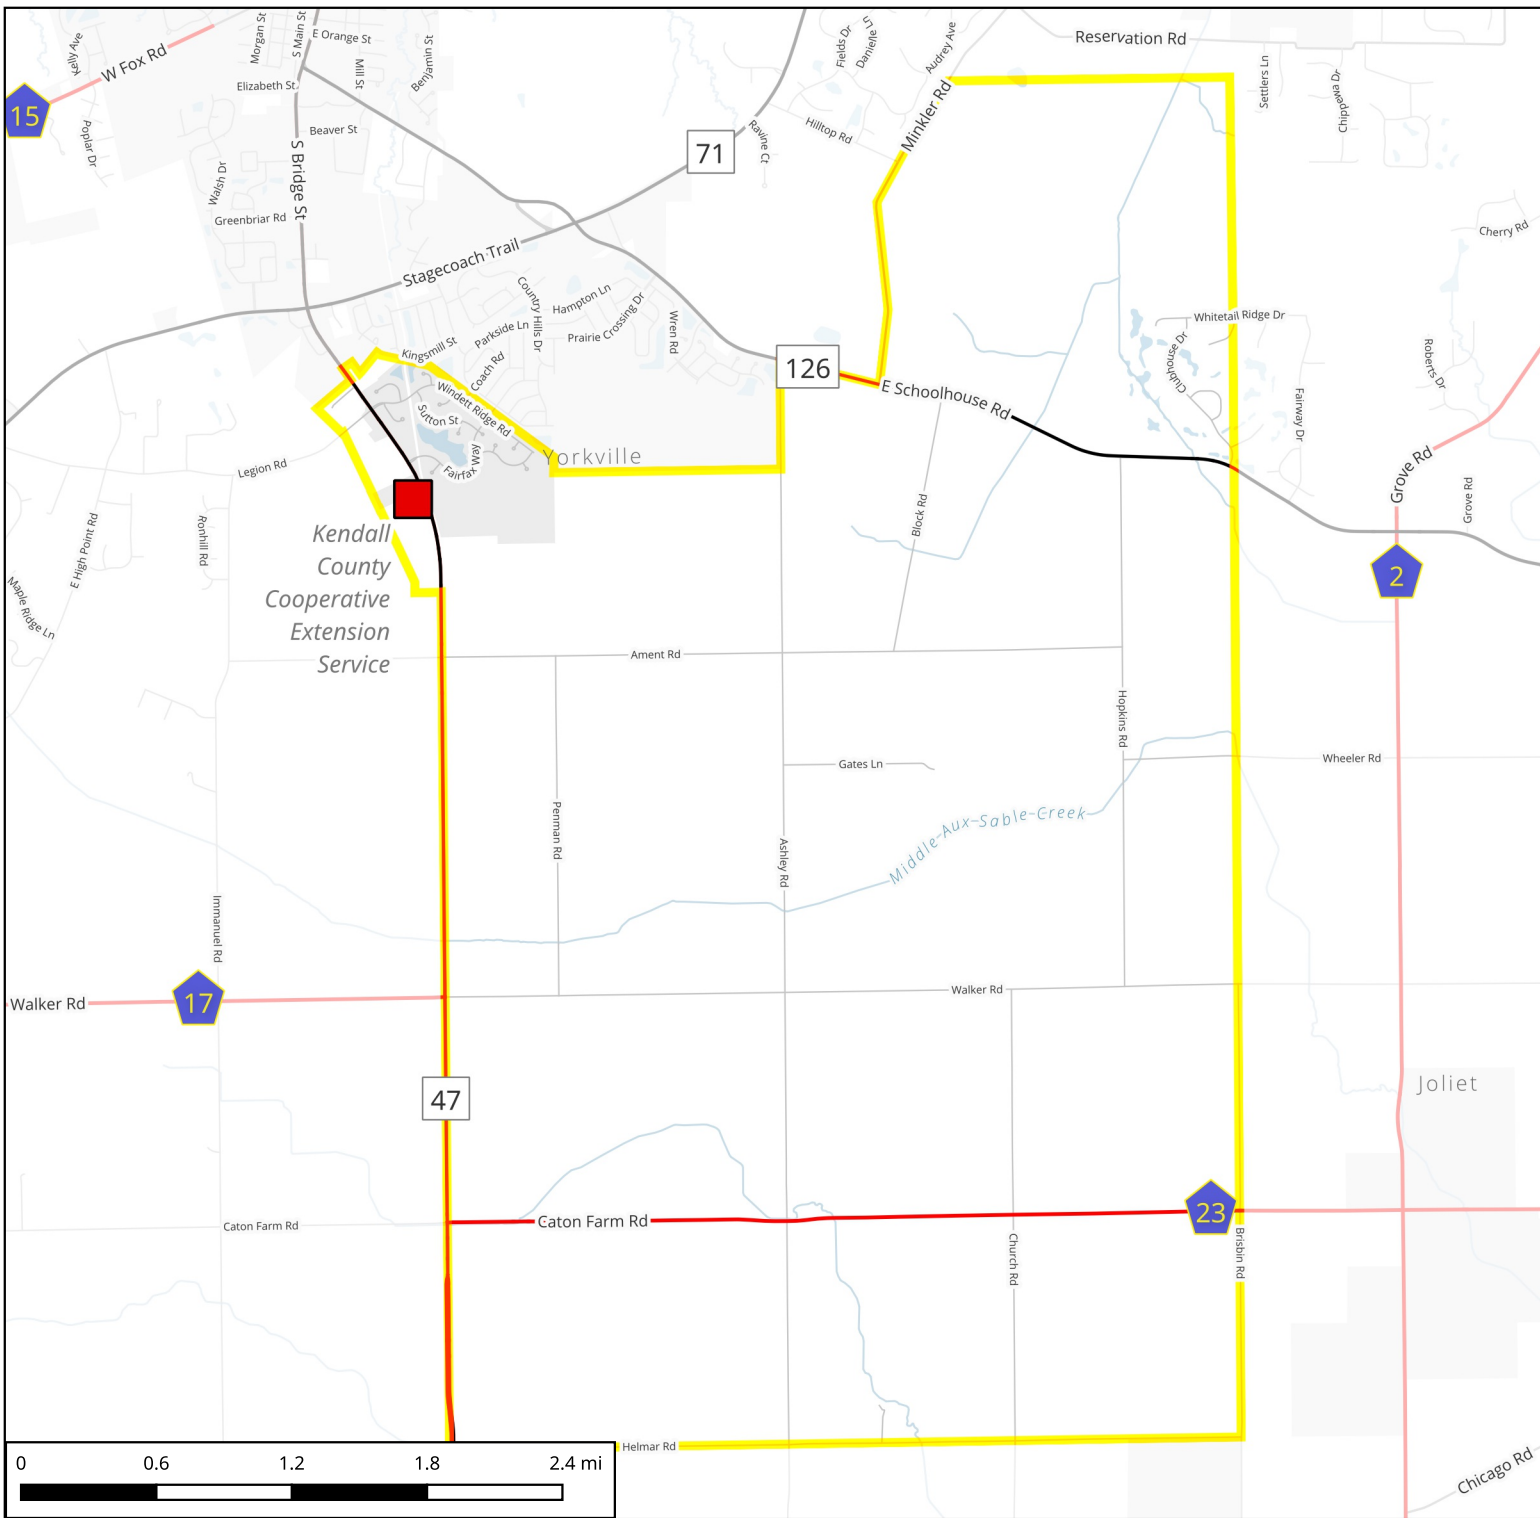 Reservation Rd
Kelly Ave
W Fox Rd
Morgan St
S Main St
E Orange St
Mill St
Benjamin St
Elizabeth St
Fields Dr
Danielle Ln
Audrey Ave
Settlers Ln
Chippewa Dr
15
Poplar Dr
Beaver St
Walsh Dr
S Bridge St
Greenbriar Rd
71
Ravine Ct
Hilltop Rd
Minkler Rd
Cherry Rd
Stagecoach Trail
Country Hills Dr
Hampton Ln
Parkside Ln
Prairie Crossing Dr
Wren Rd
Kingsmill St
Coach Rd
Windett Ridge Rd
Sutton St
Fairfax Way
Yorkville
126
E Schoolhouse Rd
Whitetail Ridge Dr
Clubhouse Dr
Fairway Dr
Roberts Dr
Grove Rd
Grove Rd
Legion Rd
E High Point Rd
Ronhill Rd
Maple Ridge Ln
Kendall
County
Cooperative
Extension
Service
Block Rd
2
Ament Rd
Hopkins Rd
Gates Ln
Wheeler Rd
Penman Rd
Ashley Rd
Middle Aux Sable Creek
Immanuel Rd
Walker Rd
17
Walker Rd
47
Joliet
Caton Farm Rd
Caton Farm Rd
23
Church Rd
Brisbin Rd
Helmar Rd
Chicago Rd
0 0.6 1.2 1.8 2.4 mi